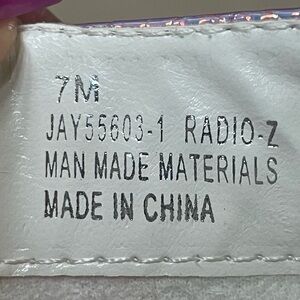 7M
JAY55603-1 RADIO-Z
MAN MADE MATERIALS
MADE IN CHINA